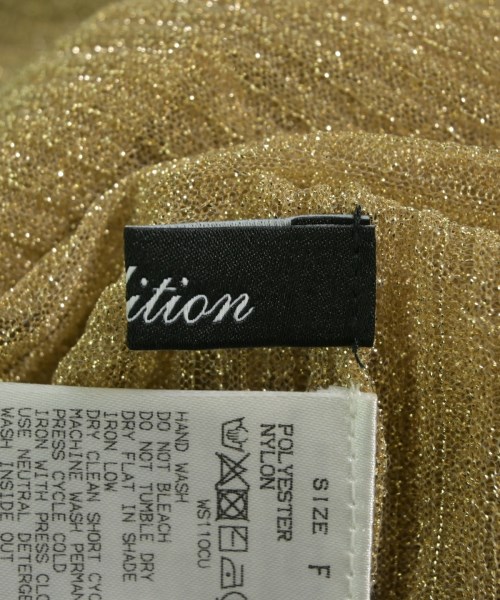 ition
SIZE F
POLYESTER
NYLON
WS110CU
HAND WASH
DO NOT BLEACH
DO NOT TUMBLE DRY
DRY FLAT IN SHADE
IRON LOW
DRY CLEAN SHORT CYC
MACHINE WASH PERMAN
PRESS CYCLE COLD
IRON WITH PRESS CLO
USE NEUTRAL DETERGE
WASH INSIDE OUT